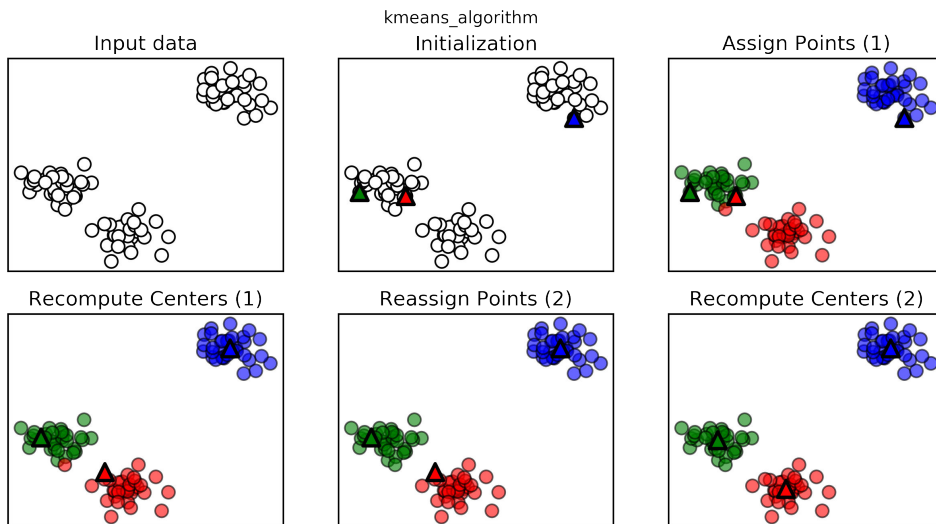 kmeans_algorithm
Input data
Initialization
Assign Points (1)
Recompute Centers (1)
Reassign Points (2)
Recompute Centers (2)